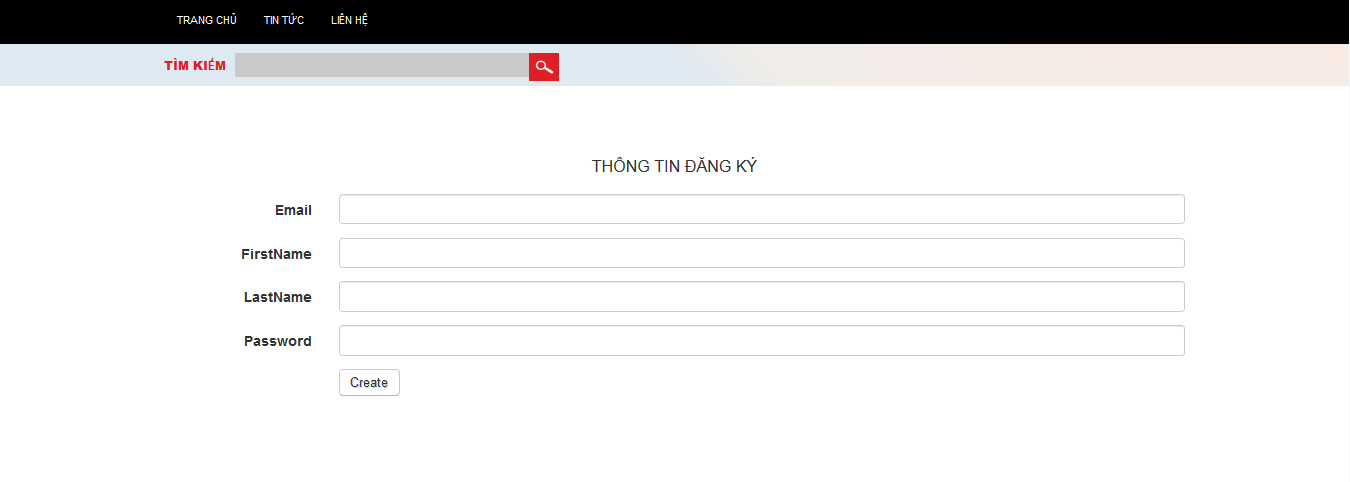 TRANG CHỦ TIN TỨC LIÊN HỆ
TÌM KIẾM
THÔNG TIN ĐĂNG KÝ
Email
FirstName
LastName
Password
Create